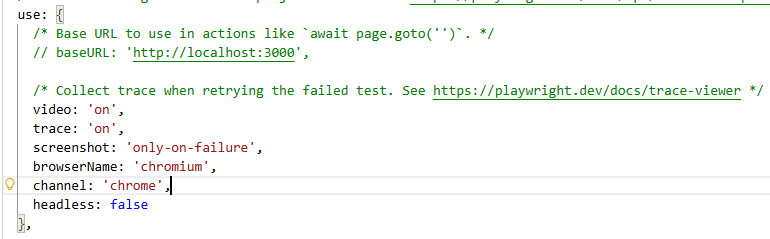 use: {
/* Base URL to use in actions like `await page.goto('')`. */
// baseURL: 'http://localhost:3000',
/* Collect trace when retrying the failed test. See https://playwright.dev/docs/trace-viewer */
video: 'on',
trace: 'on',
screenshot: 'only-on-failure',
browserName: 'chromium',
channel: 'chrome',
headless: false
},